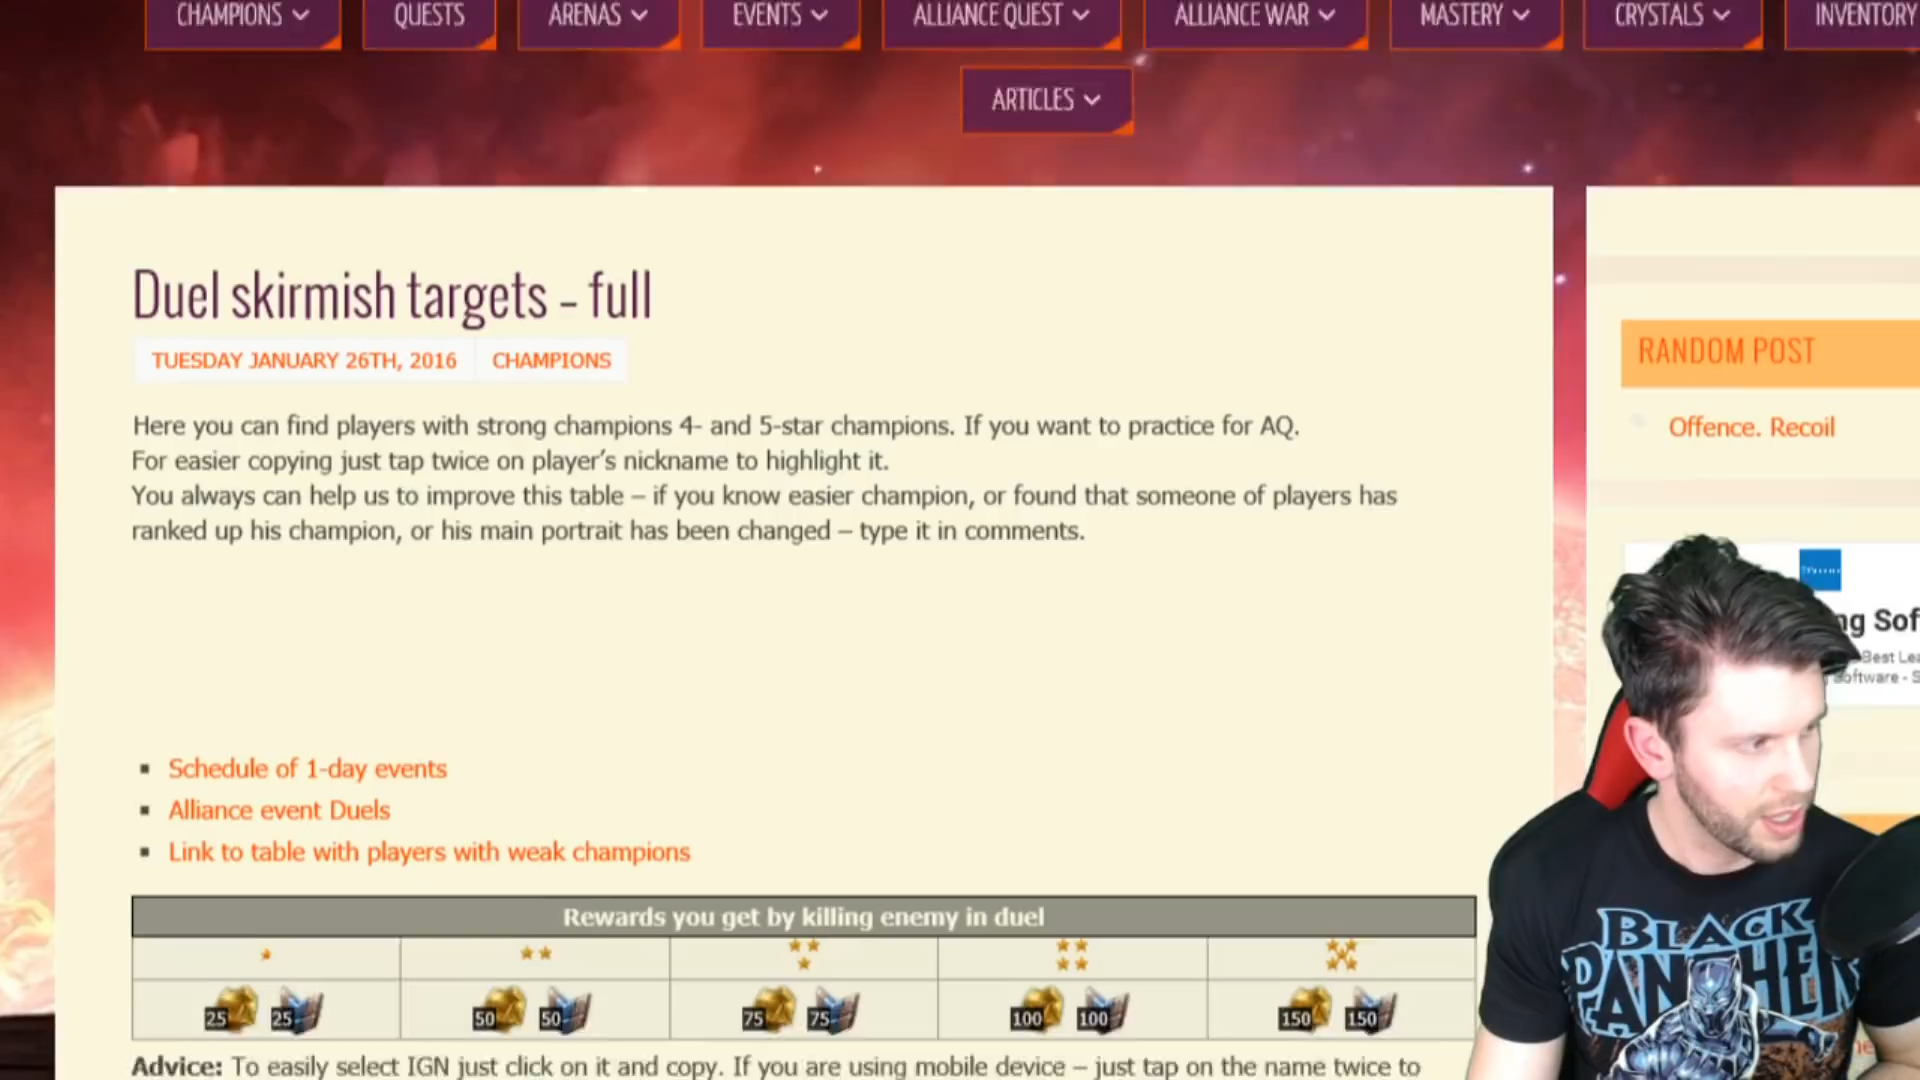 CHAMPIONS QUESTS ARENAS EVENTS ALLIANCE QUEST ALLIANCE WAR MASTERY CRYSTALS INVENTORY
ARTICLES
Duel skirmish targets – full
TUESDAY JANUARY 26TH, 2016 CHAMPIONS
Here you can find players with strong champions 4- and 5-star champions. If you want to practice for AQ.
For easier copying just tap twice on player's nickname to highlight it.
You always can help us to improve this table – if you know easier champion, or found that someone of players has
ranked up his champion, or his main portrait has been changed – type it in comments.
Schedule of 1-day events
Alliance event Duels
Link to table with players with weak champions
Rewards you get by killing enemy in duel
25 25 50 50 75 75 100 100 150 150
Advice: To easily select IGN just click on it and copy. If you are using mobile device – just tap on the name twice to
RANDOM POST
Offence. Recoil
ng Sof
Best Lea
Software - S
BLACK
PANTHER